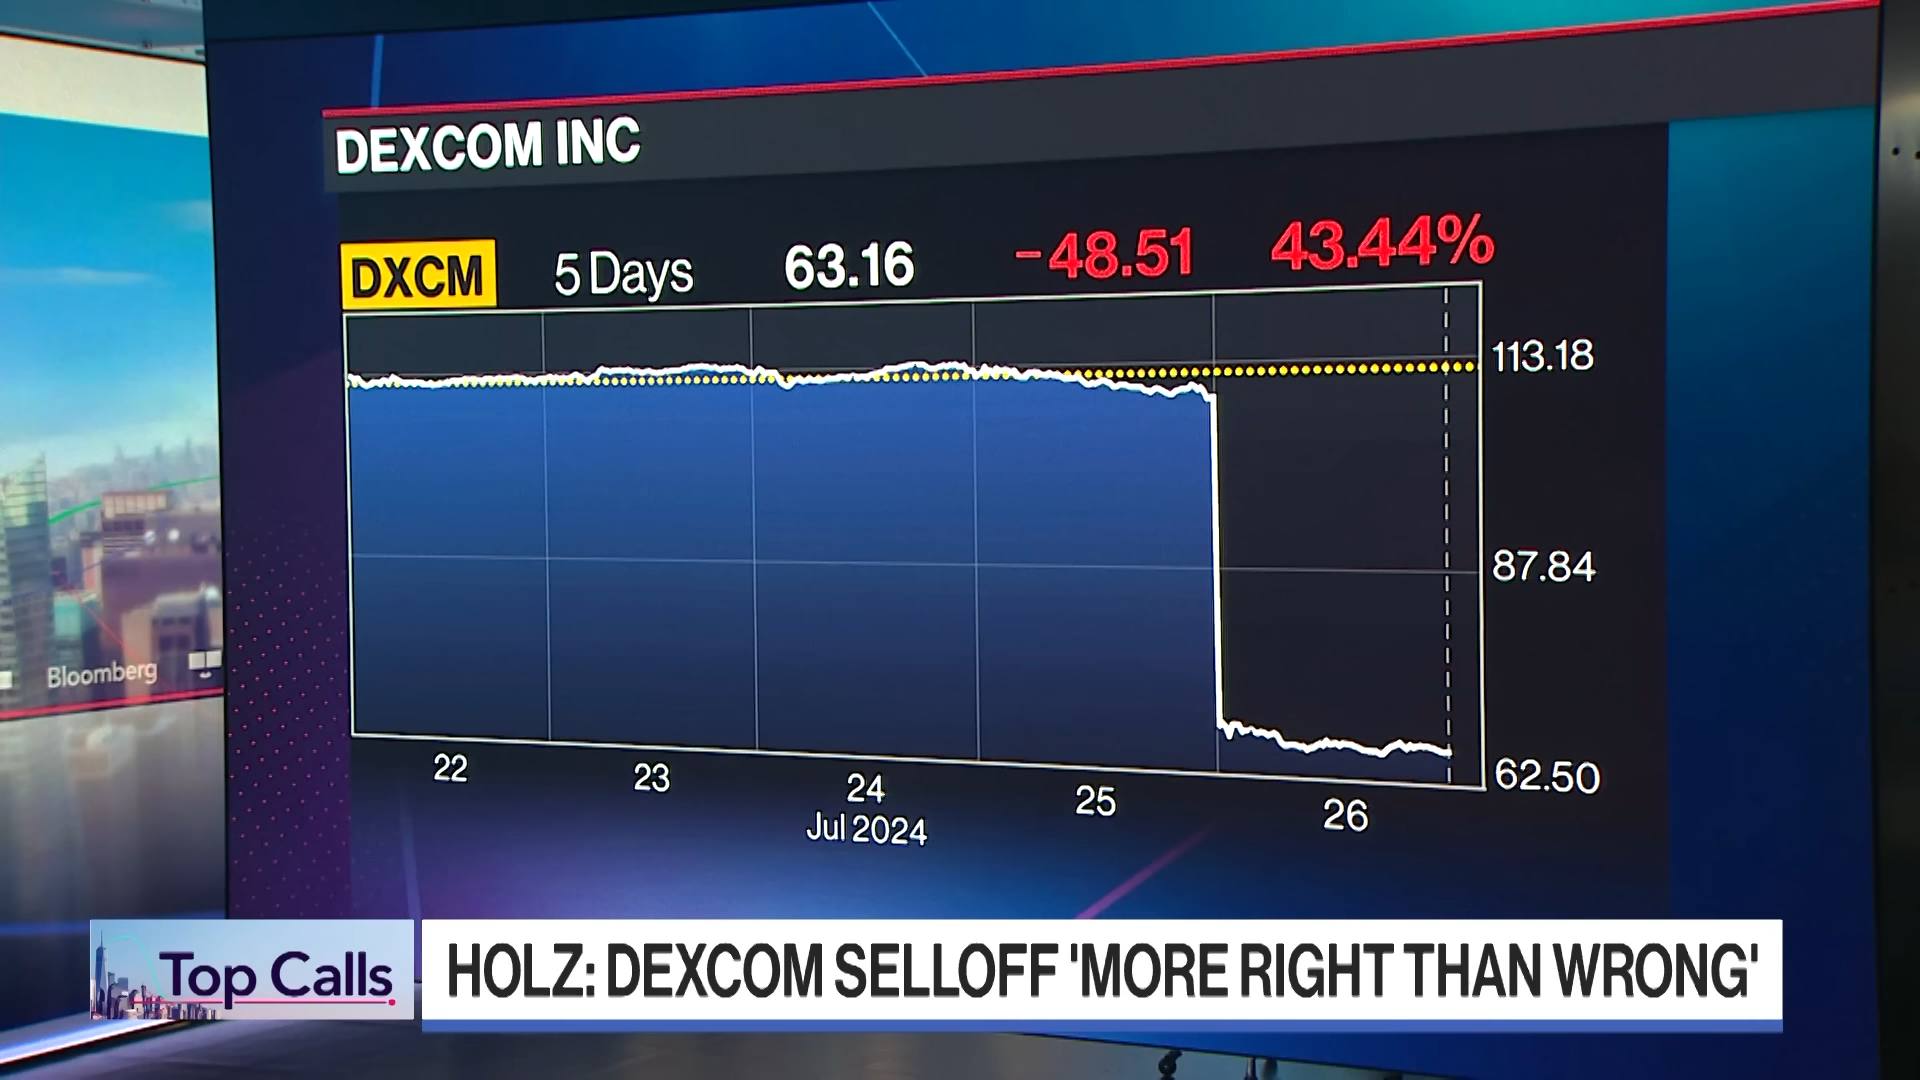 DEXCOM INC
DXCM 5 Days 63.16 -48.51 43.44%
113.18
87.84
62.50
22 23 24 25 26
Jul 2024
Bloomberg
Top Calls
HOLZ: DEXCOM SELLOFF 'MORE RIGHT THAN WRONG'